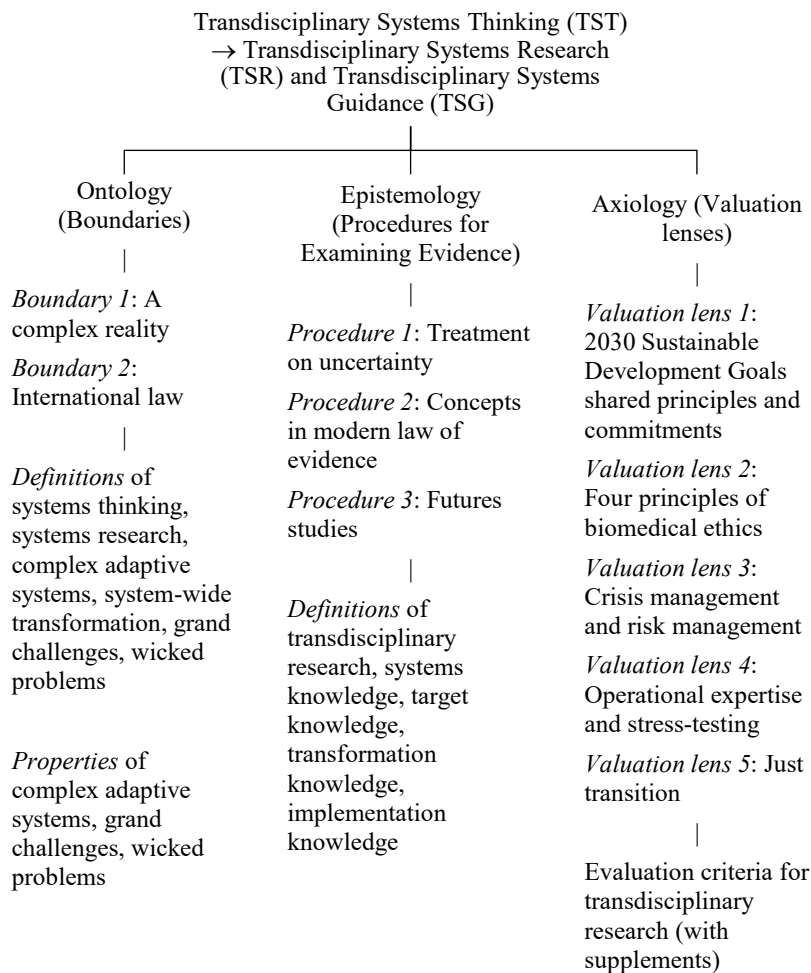 Transdisciplinary Systems Thinking (TST)
→ Transdisciplinary Systems Research
(TSR) and Transdisciplinary Systems
Guidance (TSG)
Ontology
(Boundaries)
Boundary 1: A
complex reality
Boundary 2:
International law
Definitions of
systems thinking,
systems research,
complex adaptive
systems, system-wide
transformation, grand
challenges, wicked
problems
Properties of
complex adaptive
systems, grand
challenges, wicked
problems
Epistemology
(Procedures for
Examining Evidence)
Procedure 1: Treatment
on uncertainty
Procedure 2: Concepts
in modern law of
evidence
Procedure 3: Futures
studies
Definitions of
transdisciplinary
research, systems
knowledge, target
knowledge,
transformation
knowledge,
implementation
knowledge
Axiology (Valuation
lenses)
Valuation lens 1:
2030 Sustainable
Development Goals
shared principles and
commitments
Valuation lens 2:
Four principles of
biomedical ethics
Valuation lens 3:
Crisis management
and risk management
Valuation lens 4:
Operational expertise
and stress-testing
Valuation lens 5: Just
transition
Evaluation criteria for
transdisciplinary
research (with
supplements)